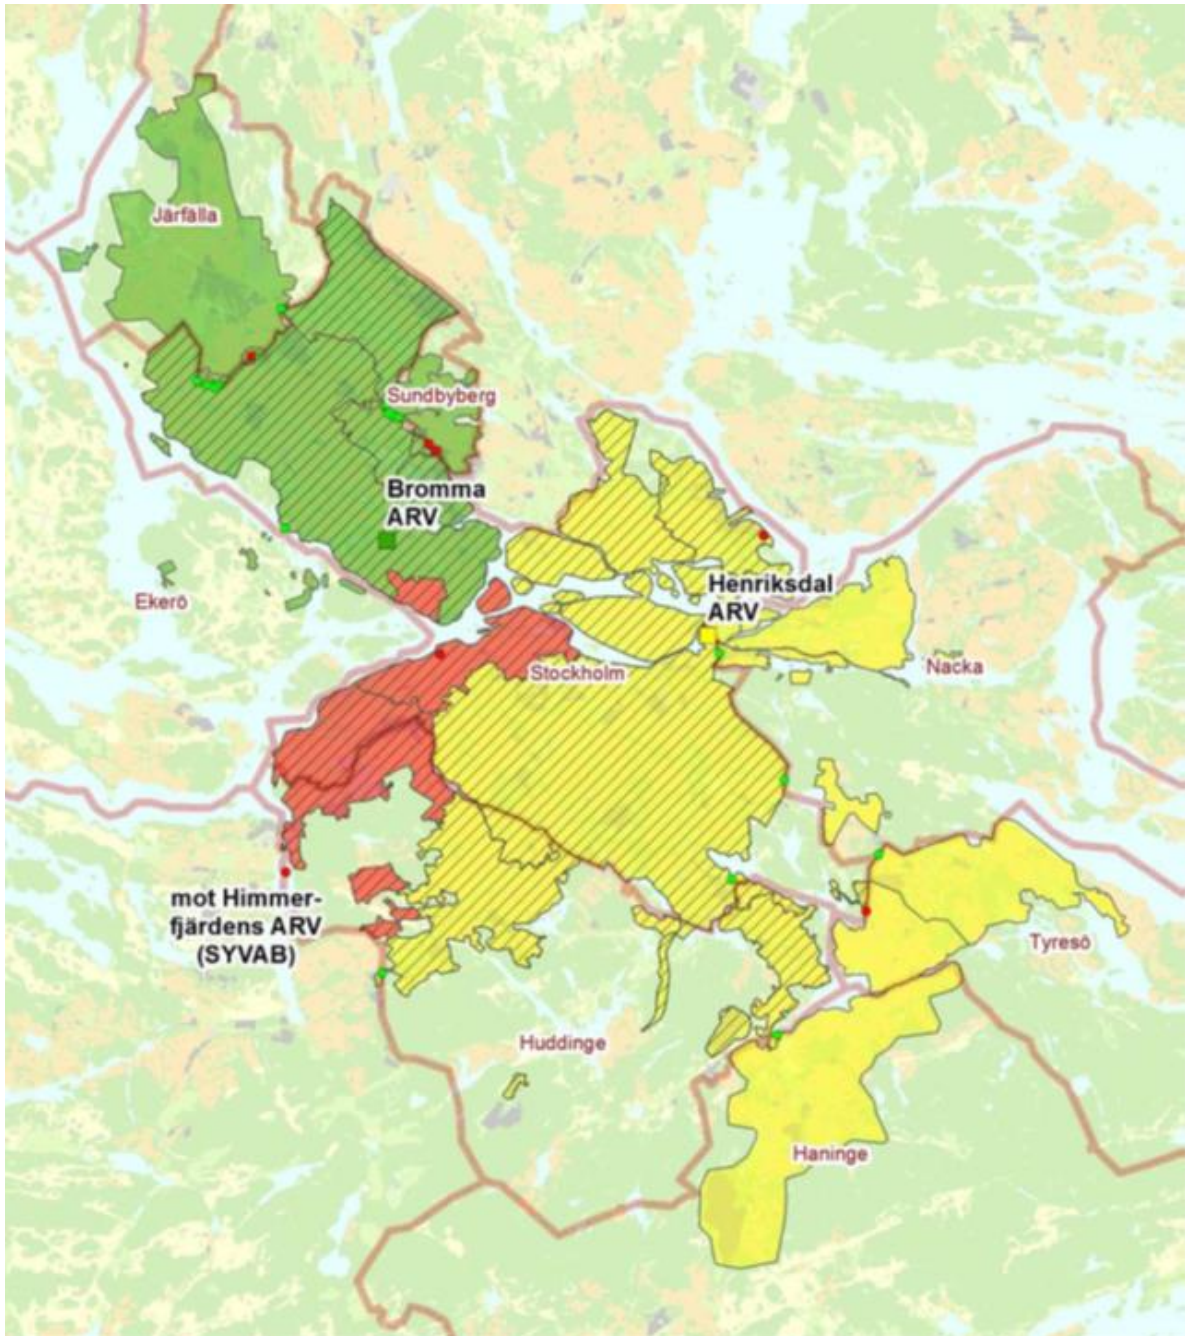 Järfälla
Sundbyberg
Bromma
ARV
Ekerö
Henriksdal
ARV
Stockholm
Nacka
mot Himmer-
fjärdens ARV
(SYVAB)
Tyresö
Huddinge
Haninge